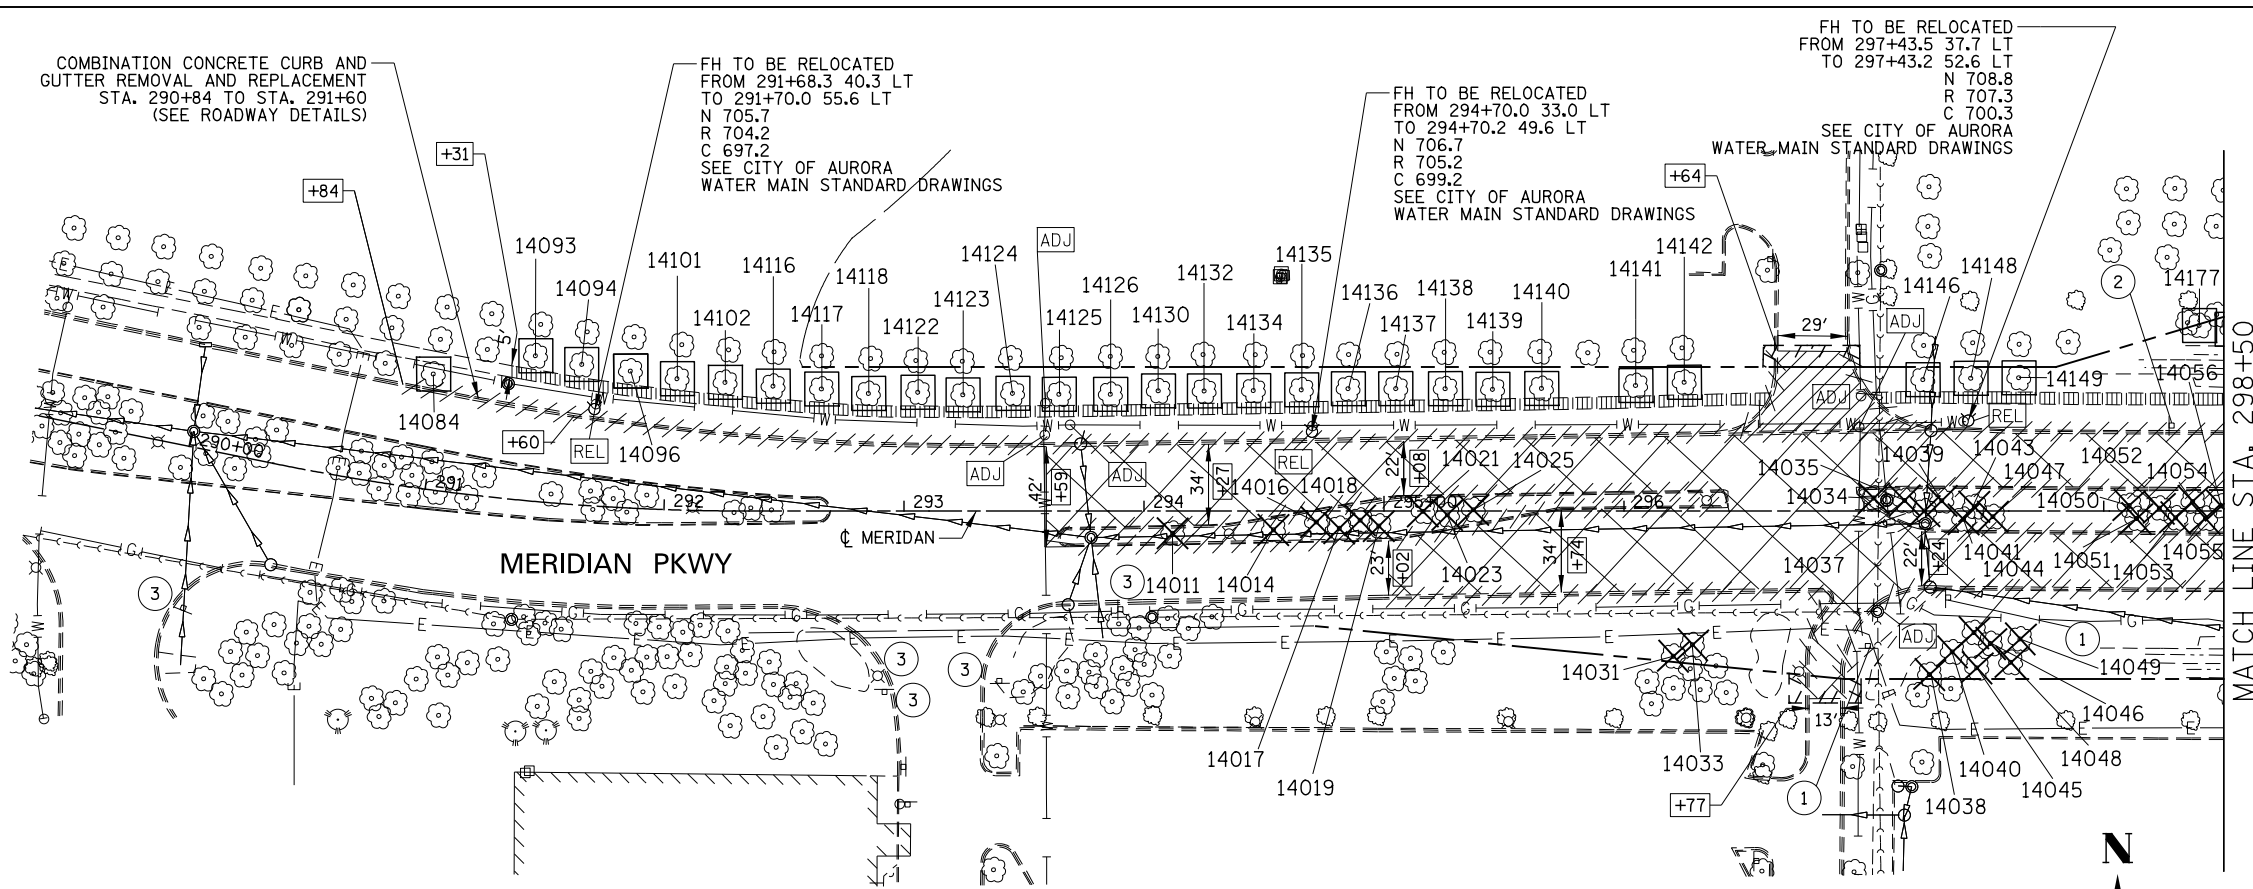 COMBINATION CONCRETE CURB AND
GUTTER REMOVAL AND REPLACEMENT
STA. 290+84 TO STA. 291+60
(SEE ROADWAY DETAILS)
FH TO BE RELOCATED
FROM 291+68.3 40.3 LT
TO 291+70.0 55.6 LT
N 705.7
R 704.2
C 697.2
SEE CITY OF AURORA
WATER MAIN STANDARD DRAWINGS
FH TO BE RELOCATED
FROM 294+70.0 33.0 LT
TO 294+70.2 49.6 LT
N 706.7
R 705.2
C 699.2
SEE CITY OF AURORA
WATER MAIN STANDARD DRAWINGS
FH TO BE RELOCATED
FROM 297+43.5 37.7 LT
TO 297+43.2 52.6 LT
N 708.8
R 707.3
C 700.3
SEE CITY OF AURORA
WATER MAIN STANDARD DRAWINGS
+31
+84
+64
14093
14094
14101
14102
14116
14117
14118
14122
14123
14124
ADJ
14125
14126
14130
14132
14134
14135
14136
14137
14138
14139
14140
14141
14142
29'
ADJ
14146
14148
2
14177
5'
14084
+60
REL
14096
ADJ
ADJ
REL
ADJ
REL
14149
14056
42'
+59
34'
+27
22'
+08
14016
14018
14021
14025
14035
14034
14039
14043
14047
14052
14054
14050
290+00
291
292
293
294
295+00
296
℄ MERIDIAN
MERIDIAN PKWY
3
14011
14014
3
23'
+02
14023
34'
+74
14037
22'
+24
14041
14044
14051
14053
14055
3
3
3
14031
ADJ
1
14049
14046
14048
14045
14040
14038
14017
14019
14033
13'
+77
1
MATCH LINE STA. 298+50
N